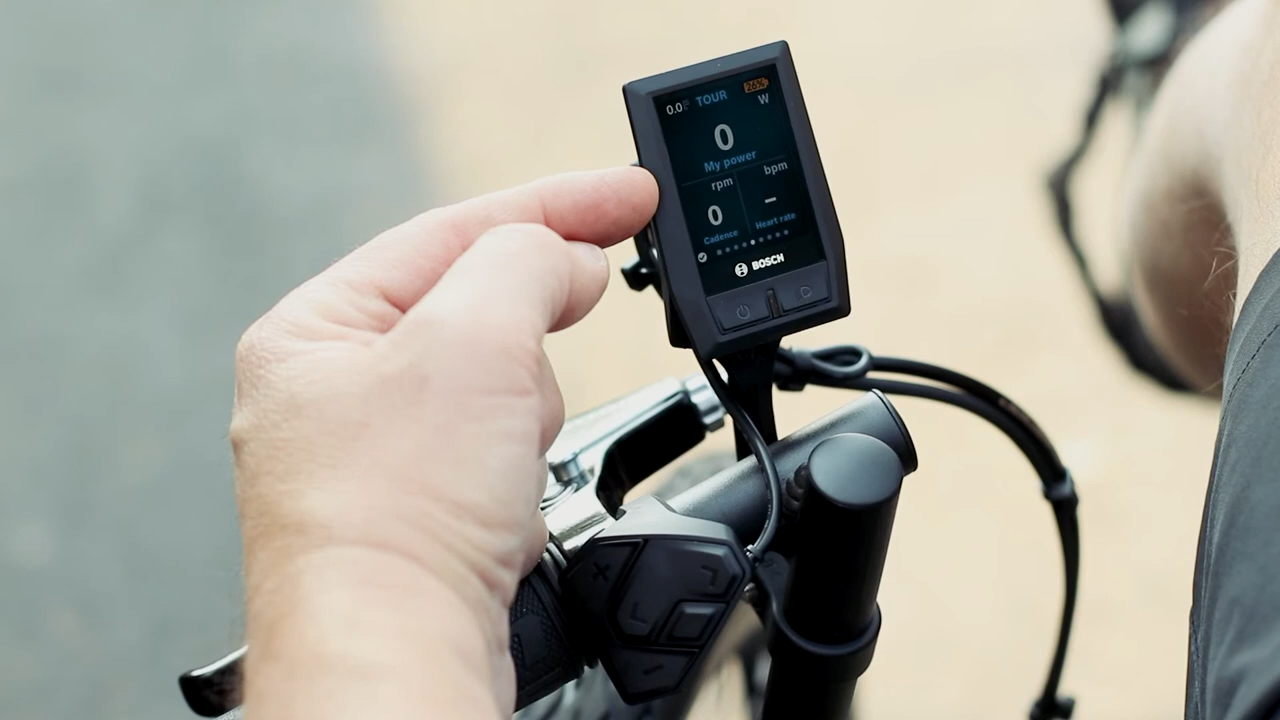 0.0 TOUR 26%
W
0
My power
rpm bpm
0 –
Cadence Heart rate
BOSCH